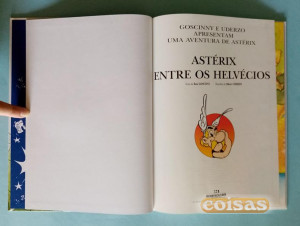 GOSCINNY E UDERZO
APRESENTAM
UMA AVENTURA DE ASTÉRIX
ASTÉRIX
ENTRE OS HELVÉCIOS
coisas